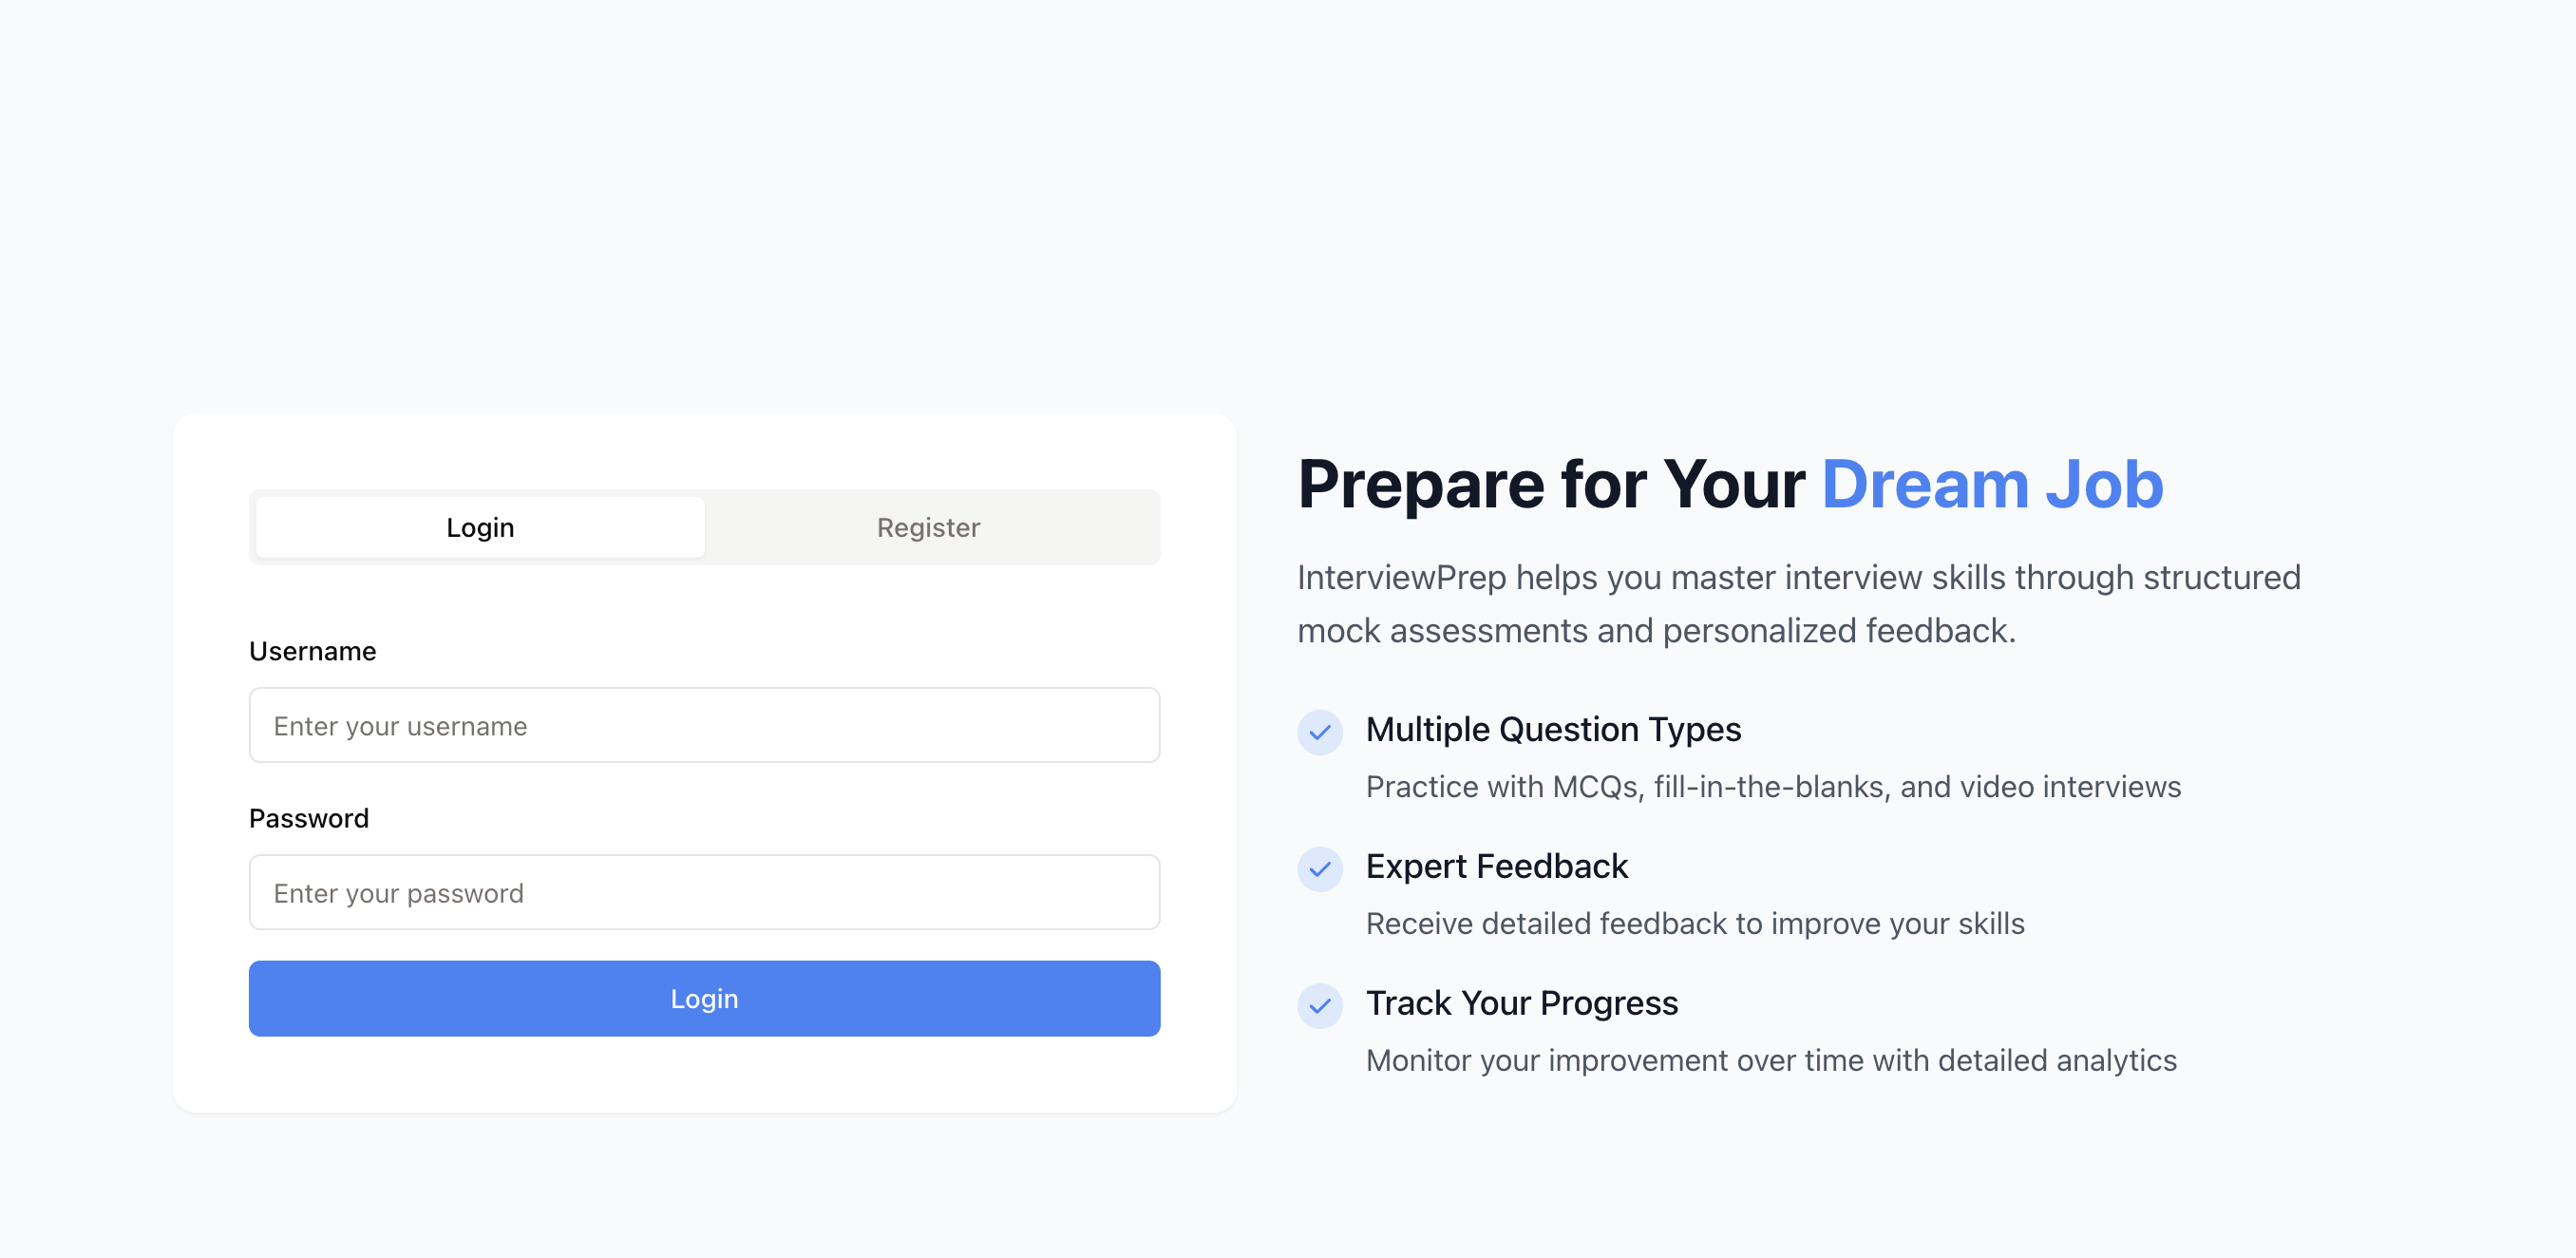 Login
Register
Username
Enter your username
Password
Enter your password
Login
Prepare for Your Dream Job
InterviewPrep helps you master interview skills through structured
mock assessments and personalized feedback.
Multiple Question Types
Practice with MCQs, fill-in-the-blanks, and video interviews
Expert Feedback
Receive detailed feedback to improve your skills
Track Your Progress
Monitor your improvement over time with detailed analytics